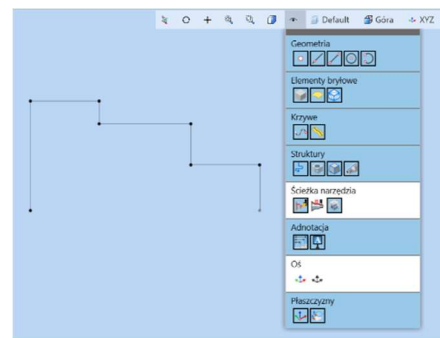 Default Góra XYZ
Geometria
Elementy bryłowe
Krzywe
Struktury
Ścieżka narzędzia
Adnotacja
Oś
Płaszczyzny